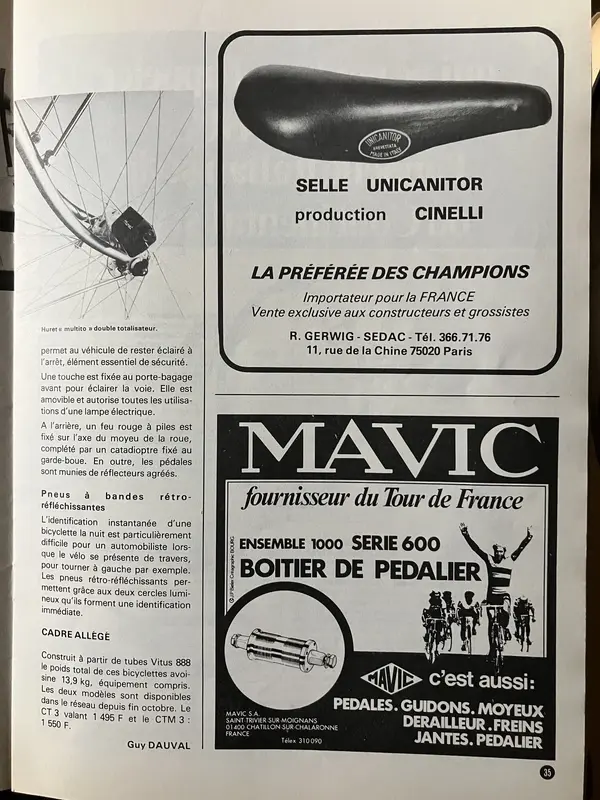 Huret « multito » double totalisateur.
permet au véhicule de rester éclairé à
l'arrêt, élément essentiel de sécurité.
Une touche est fixée au porte-bagage
avant pour éclairer la voie. Elle est
amovible et autorise toutes les utilisa-
tions d'une lampe électrique.
A l'arrière, un feu rouge à piles est
fixé sur l'axe du moyeu de la roue,
complété par un catadioptre fixé au
garde-boue. En outre, les pédales
sont munies de réflecteurs agréés.
Pneus à bandes rétro-
réfléchissantes
L'identification instantanée d'une
bicyclette la nuit est particulièrement
difficile pour un automobiliste lors-
que le vélo se présente de travers,
pour tourner à gauche par exemple.
Les pneus rétro-réfléchissants per-
mettent grâce aux deux cercles lumi-
neux qu'ils forment une identification
immédiate.
CADRE ALLÈGÉ
Construit à partir de tubes Vitus 888
le poids total de ces bicyclettes avoi-
sine 13,9 kg, équipement compris.
Les deux modèles sont disponibles
dans le réseau depuis fin octobre. Le
CT 3 valant 1 495 F et le CTM 3 :
1 550 F.
Guy DAUVAL
UNICANITOR
MADE IN ITALY
SELLE UNICANITOR
production CINELLI
LA PRÉFÉRÉE DES CHAMPIONS
Importateur pour la FRANCE
Vente exclusive aux constructeurs et grossistes
R. GERWIG - SEDAC - Tél. 366.71.76
11, rue de la Chine 75020 Paris
MAVIC
fournisseur du Tour de France
ENSEMBLE 1000 SERIE 600
BOITIER DE PEDALIER
MAVIC c'est aussi:
PEDALES. GUIDONS. MOYEUX
DERAILLEUR. FREINS
JANTES. PEDALIER
MAVIC S.A.
SAINT-TRIVIER-SUR-MOIGNANS
01400 CHATILLON-SUR-CHALARONNE
FRANCE
Télex 310 090
35